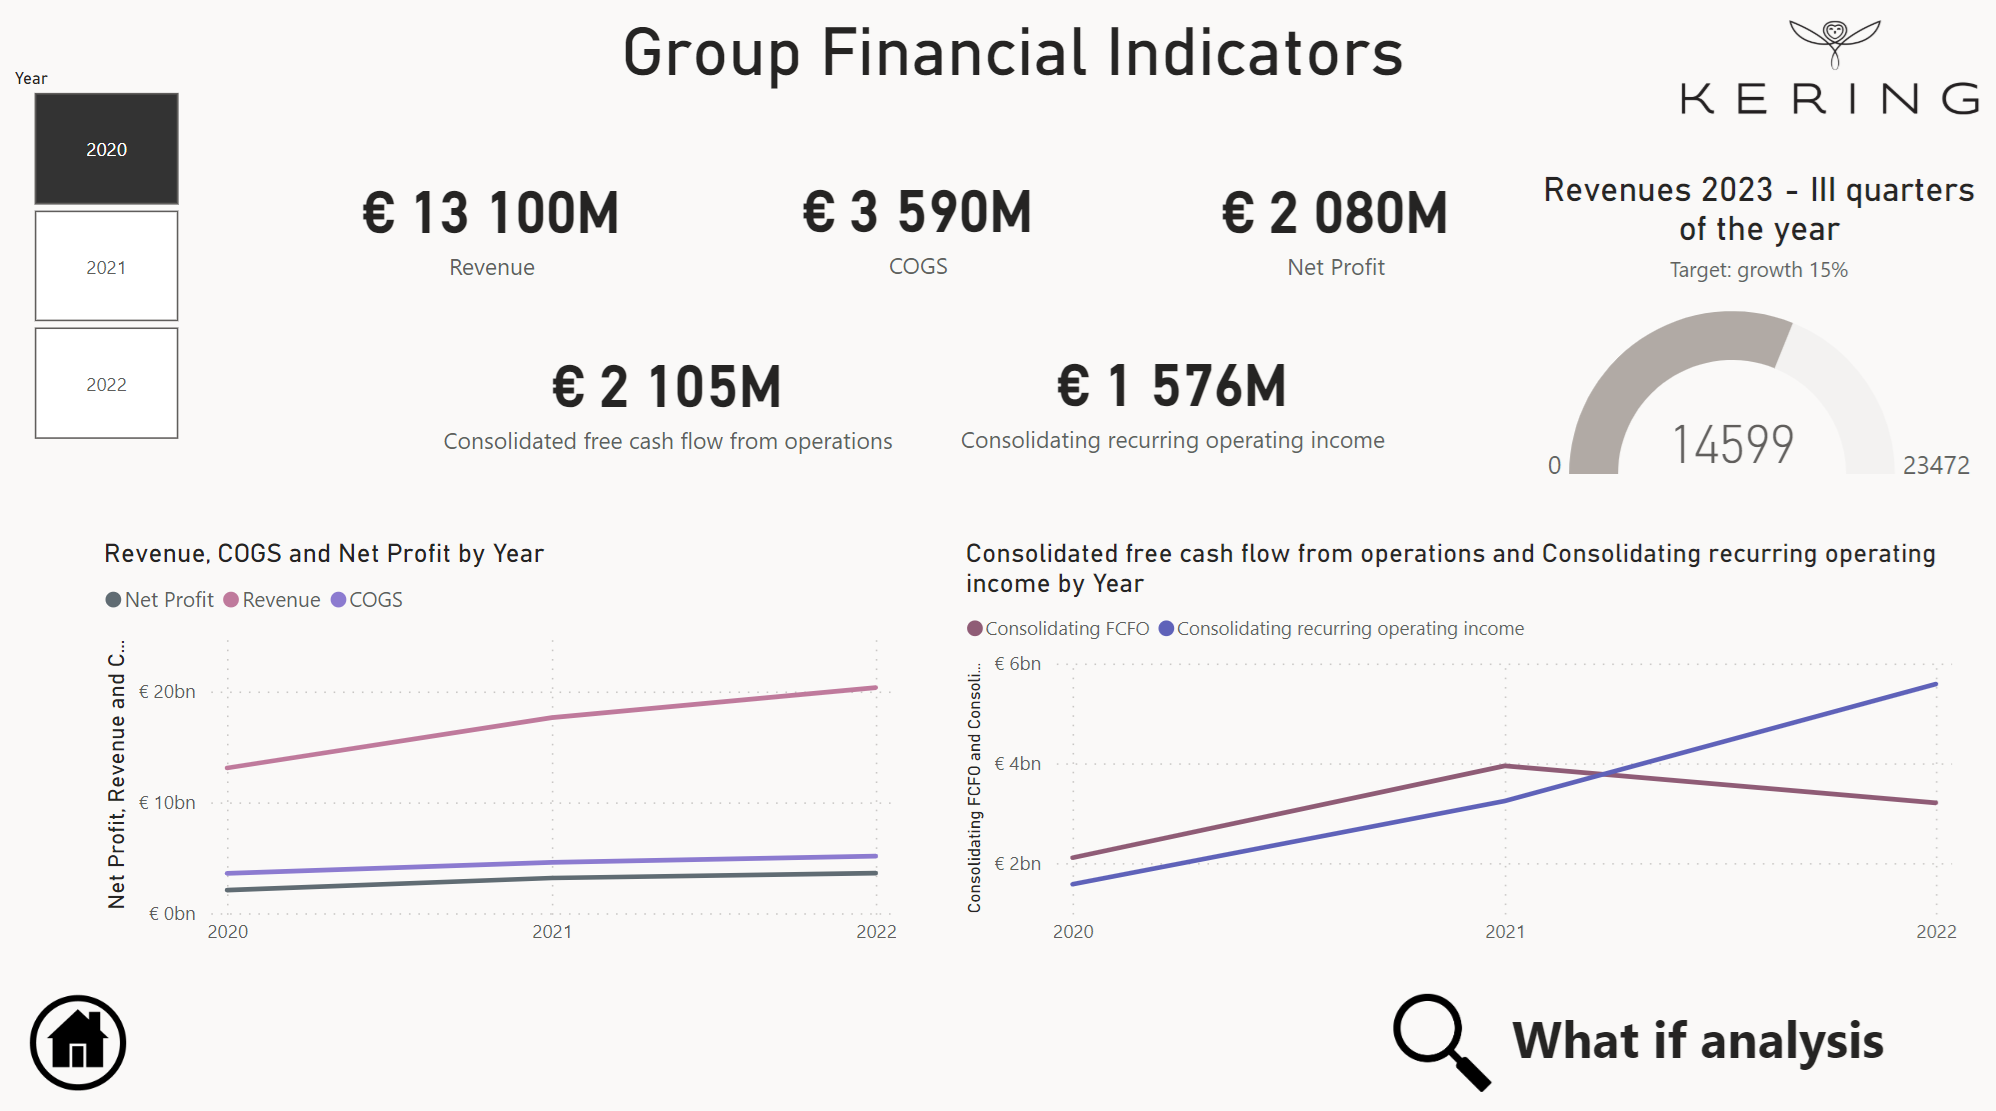 Group Financial Indicators
KERING
Year
2020
2021
2022
€ 13 100M
Revenue
€ 3 590M
COGS
€ 2 080M
Net Profit
€ 2 105M
Consolidated free cash flow from operations
€ 1 576M
Consolidating recurring operating income
Revenues 2023 - III quarters
of the year
Target: growth 15%
14599
0
23472
Revenue, COGS and Net Profit by Year
Net Profit Revenue COGS
Net Profit, Revenue and C...
€ 20bn
€ 10bn
€ 0bn
2020 2021 2022
Consolidated free cash flow from operations and Consolidating recurring operating
income by Year
Consolidating FCFO Consolidating recurring operating income
Consolidating FCFO and Consoli...
€ 6bn
€ 4bn
€ 2bn
2020 2021 2022
What if analysis